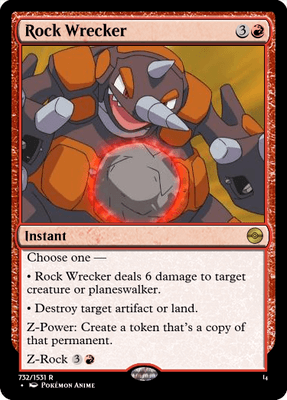 Rock Wrecker 3
Instant
Choose one —
• Rock Wrecker deals 6 damage to target
creature or planeswalker.
• Destroy target artifact or land.
Z-Power: Create a token that's a copy of
that permanent.
Z-Rock 3
732/1531 R
• Pokémon Anime